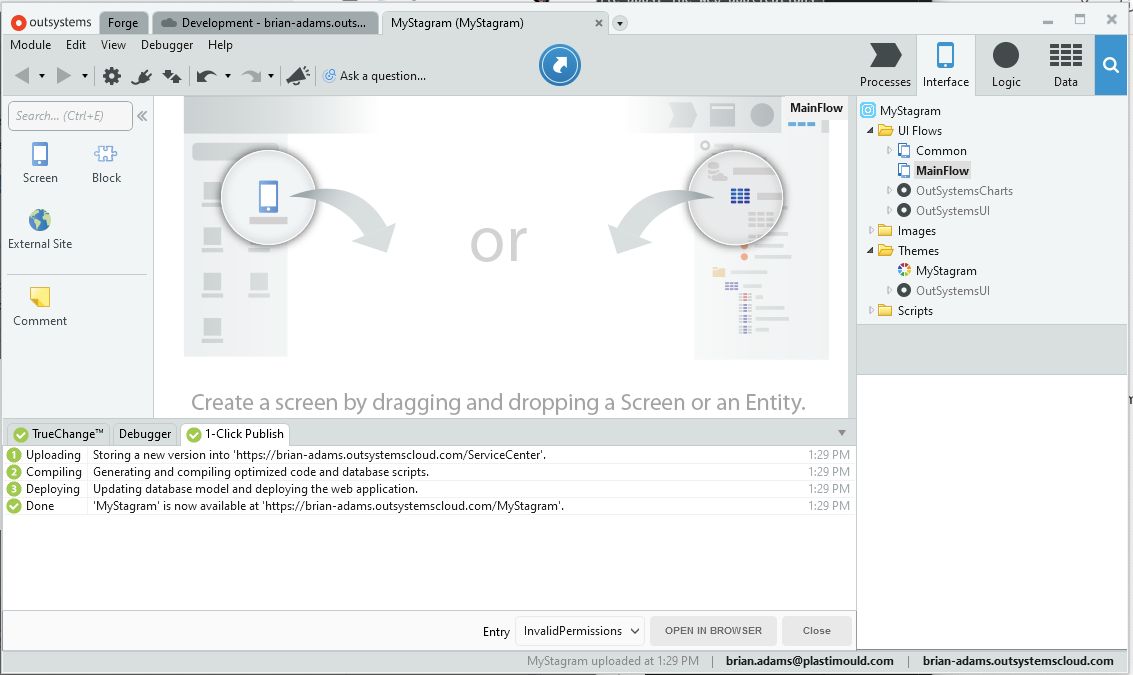 outsystems
Forge
Development - brian-adams.outs...
MyStagram (MyStagram)
Module Edit View Debugger Help
Ask a question...
Processes
Interface
Logic
Data
Search... (Ctrl+E)
Screen
Block
External Site
Comment
MainFlow
or
Create a screen by dragging and dropping a Screen or an Entity.
MyStagram
UI Flows
Common
MainFlow
OutSystemsCharts
OutSystemsUI
Images
Themes
MyStagram
OutSystemsUI
Scripts
TrueChange™ Debugger 1-Click Publish
1 Uploading Storing a new version into 'https://brian-adams.outsystemscloud.com/ServiceCenter'. 1:29 PM
2 Compiling Generating and compiling optimized code and database scripts. 1:29 PM
3 Deploying Updating database model and deploying the web application. 1:29 PM
Done 'MyStagram' is now available at 'https://brian-adams.outsystemscloud.com/MyStagram'. 1:29 PM
Entry InvalidPermissions OPEN IN BROWSER Close
MyStagram uploaded at 1:29 PM | brian.adams@plastimould.com | brian-adams.outsystemscloud.com